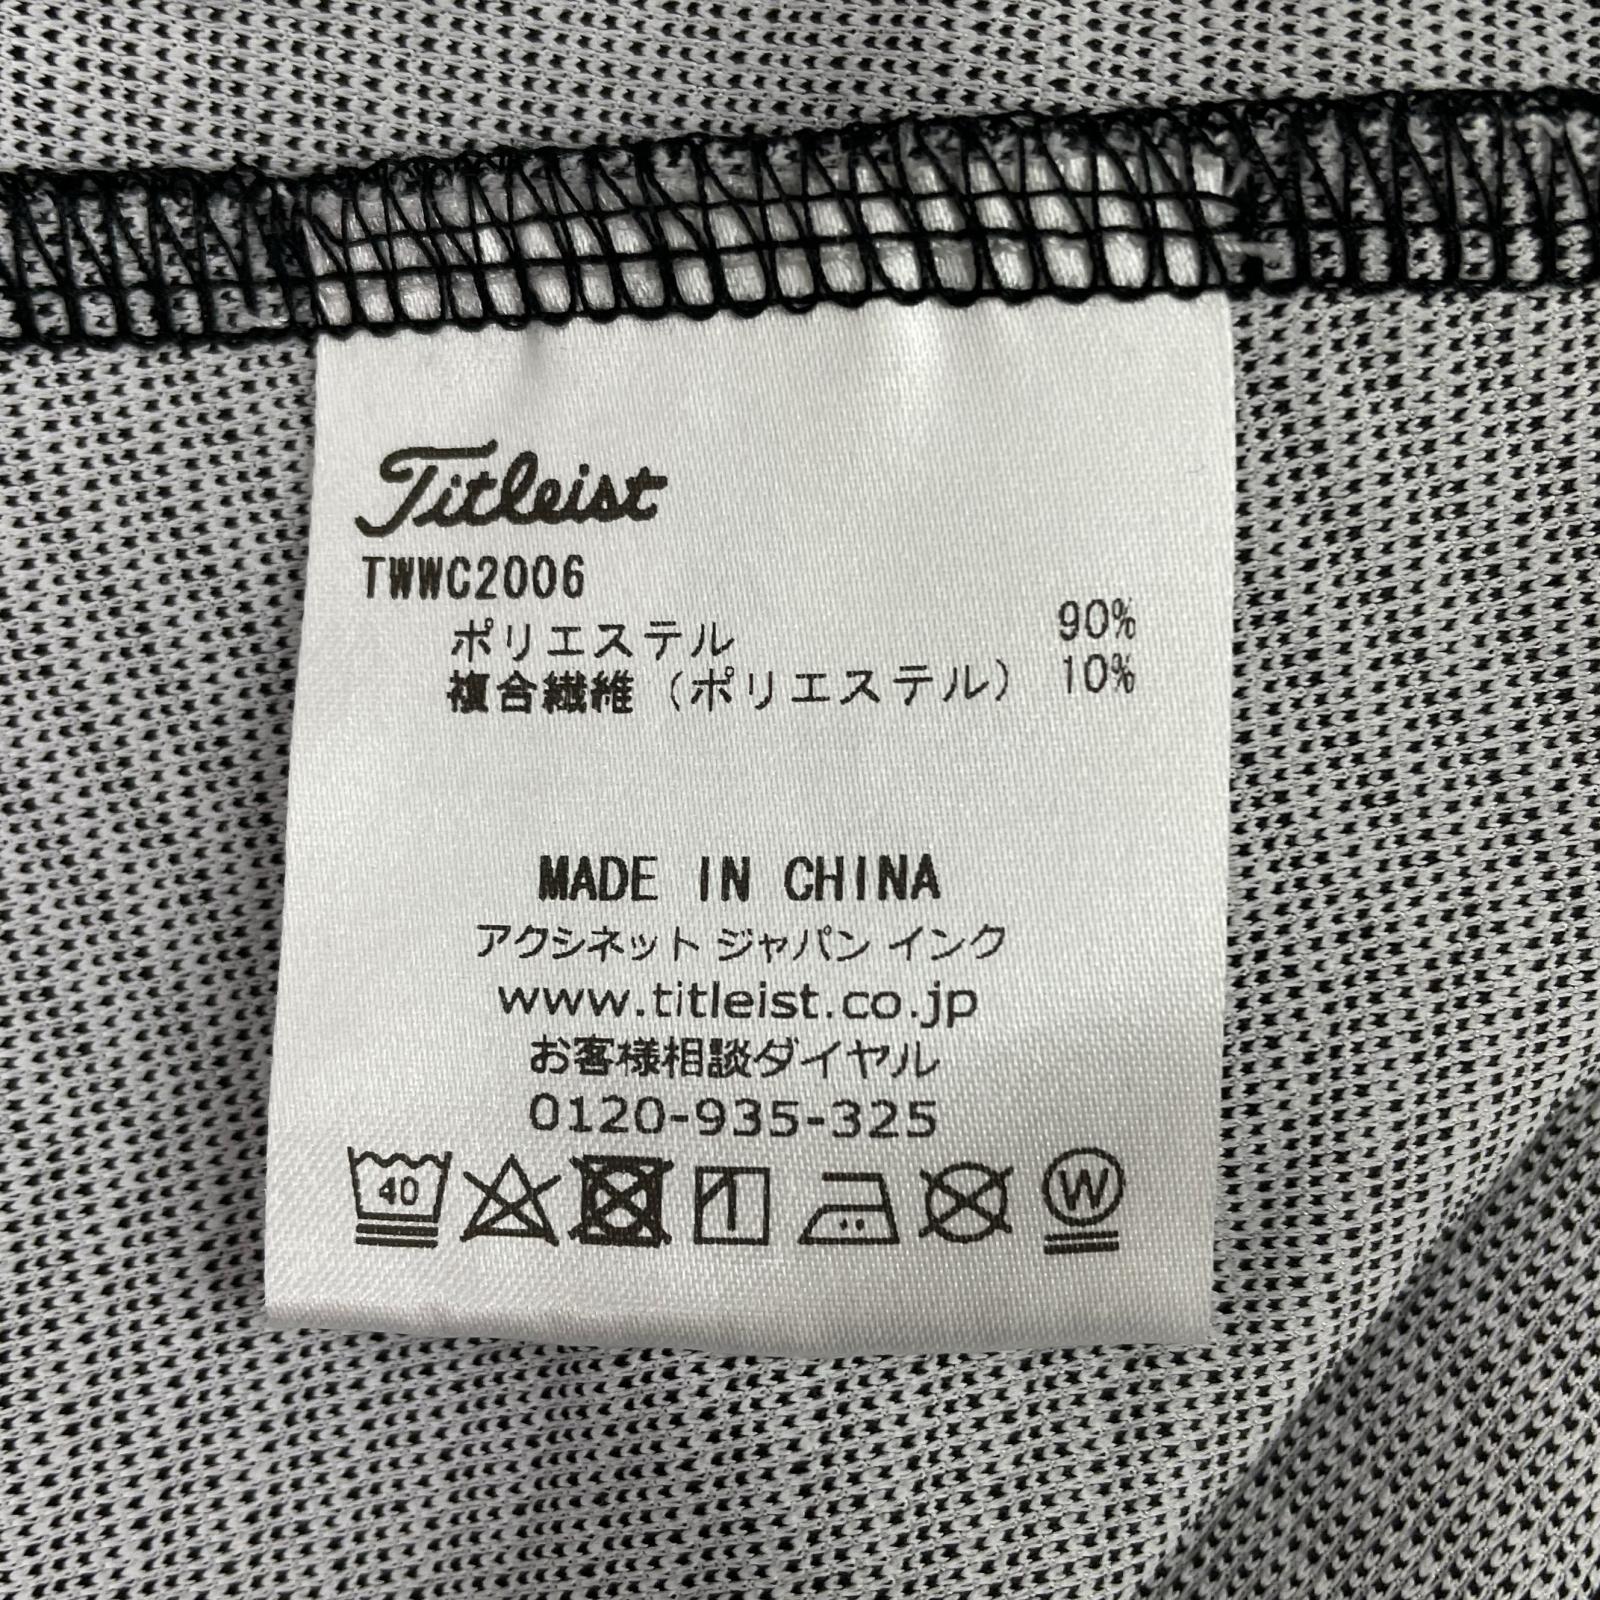 Titleist
TWWC2006
ポリエステル 90%
複合繊維（ポリエステル） 10%
MADE IN CHINA
アクシネット ジャパン インク
www.titleist.co.jp
お客様相談ダイヤル
0120-935-325
40
W